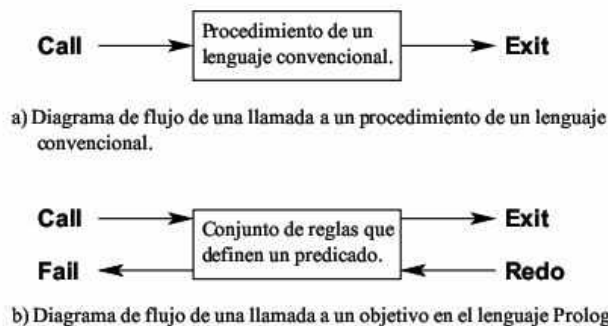 Call
Procedimiento de un
lenguaje convencional.
Exit
a) Diagrama de flujo de una llamada a un procedimiento de un lenguaje
convencional.
Call
Conjunto de reglas que
definen un predicado.
Exit
Fail
Redo
b) Diagrama de flujo de una llamada a un objetivo en el lenguaje Prolog